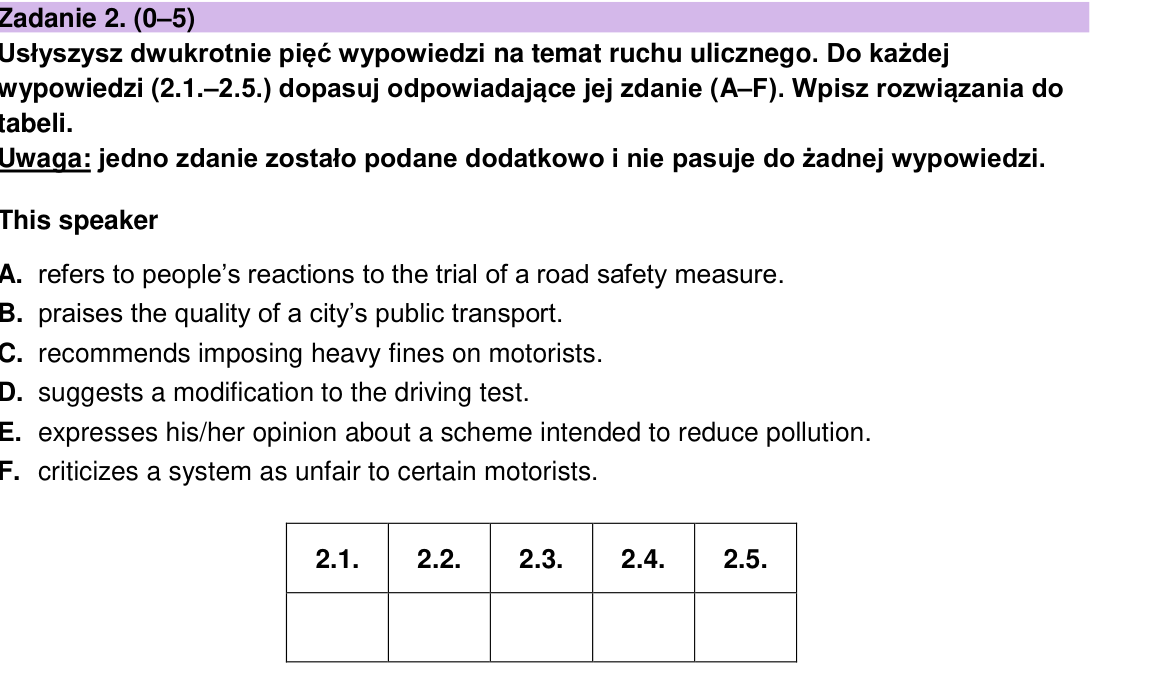 Zadanie 2. (0–5)
Usłyszysz dwukrotnie pięć wypowiedzi na temat ruchu ulicznego. Do każdej
wypowiedzi (2.1.–2.5.) dopasuj odpowiadające jej zdanie (A–F). Wpisz rozwiązania do
tabeli.
Uwaga: jedno zdanie zostało podane dodatkowo i nie pasuje do żadnej wypowiedzi.
This speaker
A. refers to people’s reactions to the trial of a road safety measure.
B. praises the quality of a city’s public transport.
C. recommends imposing heavy fines on motorists.
D. suggests a modification to the driving test.
E. expresses his/her opinion about a scheme intended to reduce pollution.
F. criticizes a system as unfair to certain motorists.
2.1. 2.2. 2.3. 2.4. 2.5.